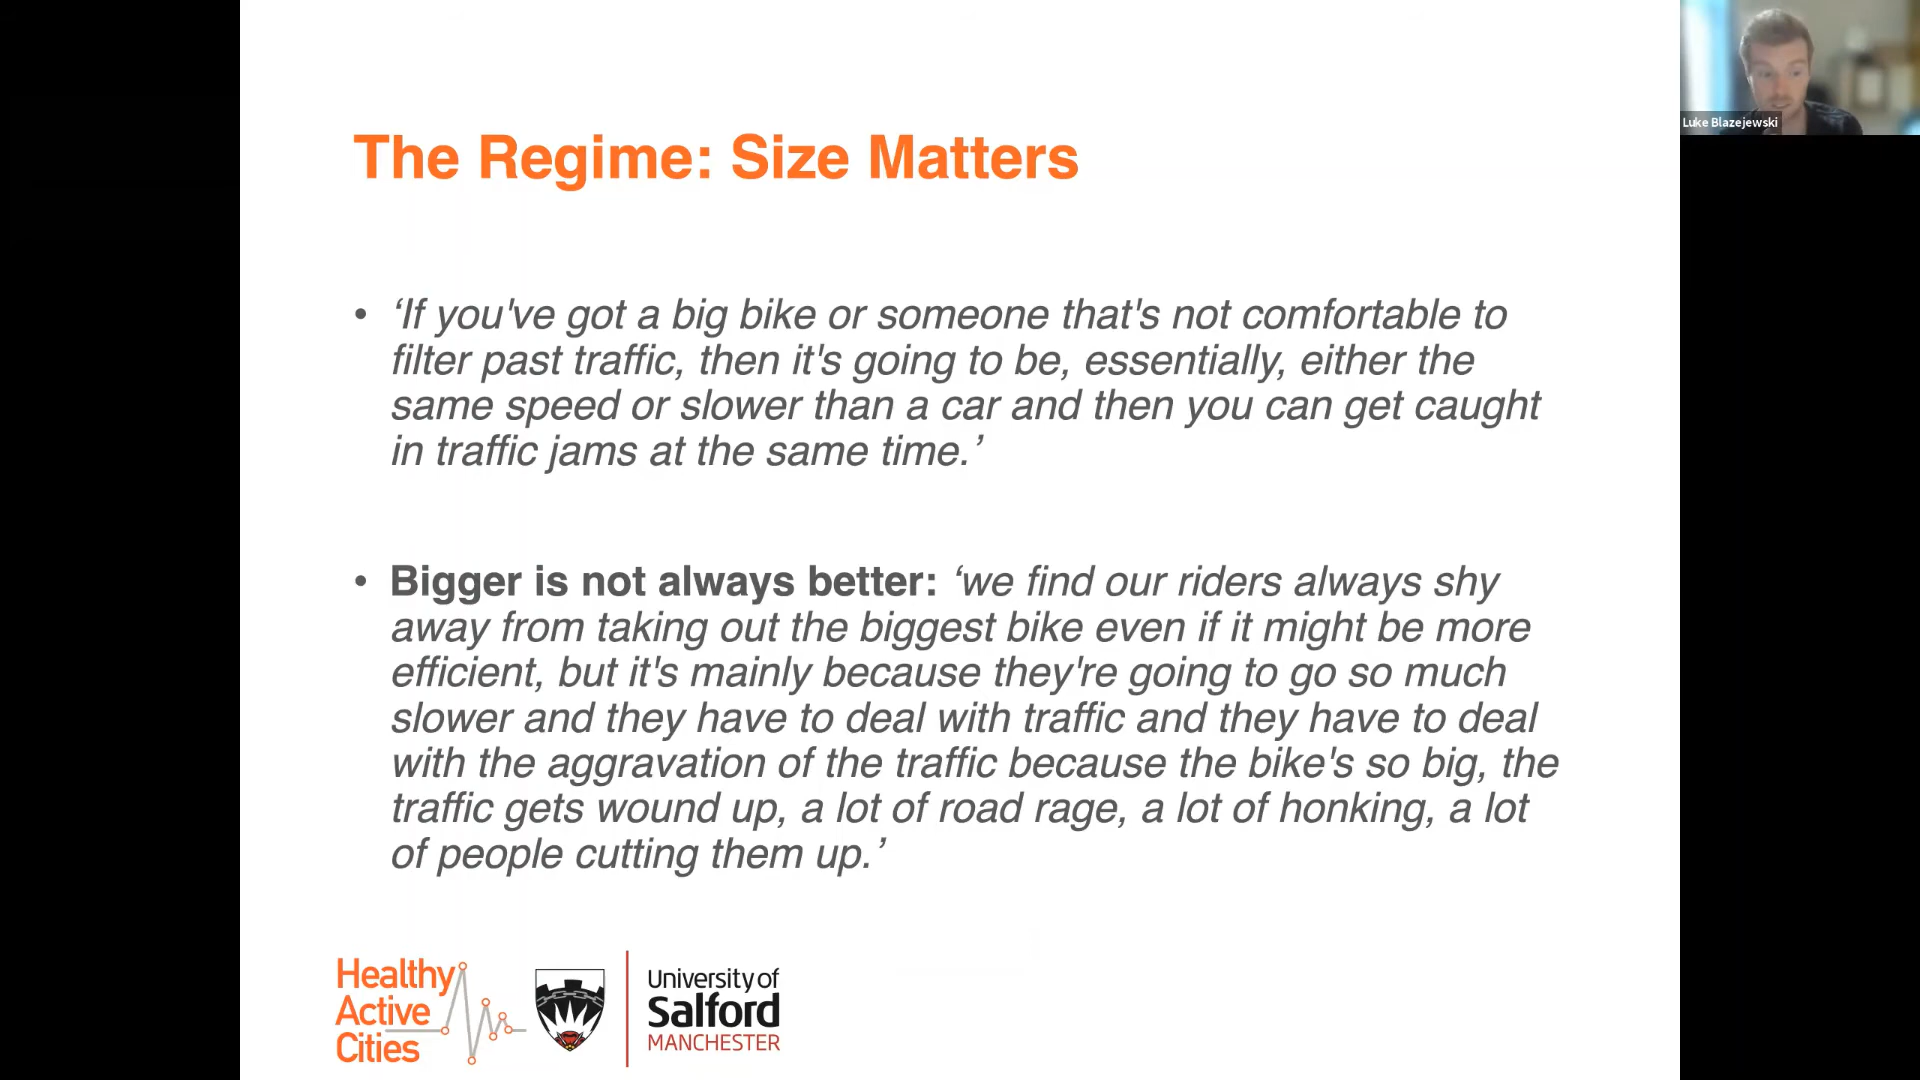 Luke Blazejewski
The Regime: Size Matters
• ‘If you've got a big bike or someone that's not comfortable to
filter past traffic, then it's going to be, essentially, either the
same speed or slower than a car and then you can get caught
in traffic jams at the same time.’
• Bigger is not always better: ‘we find our riders always shy
away from taking out the biggest bike even if it might be more
efficient, but it's mainly because they're going to go so much
slower and they have to deal with traffic and they have to deal
with the aggravation of the traffic because the bike's so big, the
traffic gets wound up, a lot of road rage, a lot of honking, a lot
of people cutting them up.’
Healthy
Active
Cities
University of
Salford
MANCHESTER